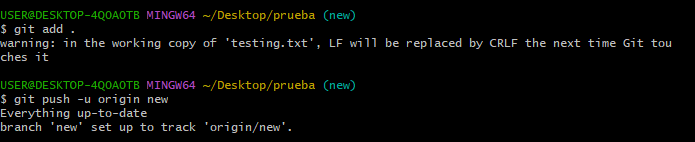 USER@DESKTOP-4QOAOTB MINGW64 ~/Desktop/prueba (new)
$ git add .
warning: in the working copy of 'testing.txt', LF will be replaced by CRLF the next time Git tou
ches it
USER@DESKTOP-4QOAOTB MINGW64 ~/Desktop/prueba (new)
$ git push -u origin new
Everything up-to-date
branch 'new' set up to track 'origin/new'.